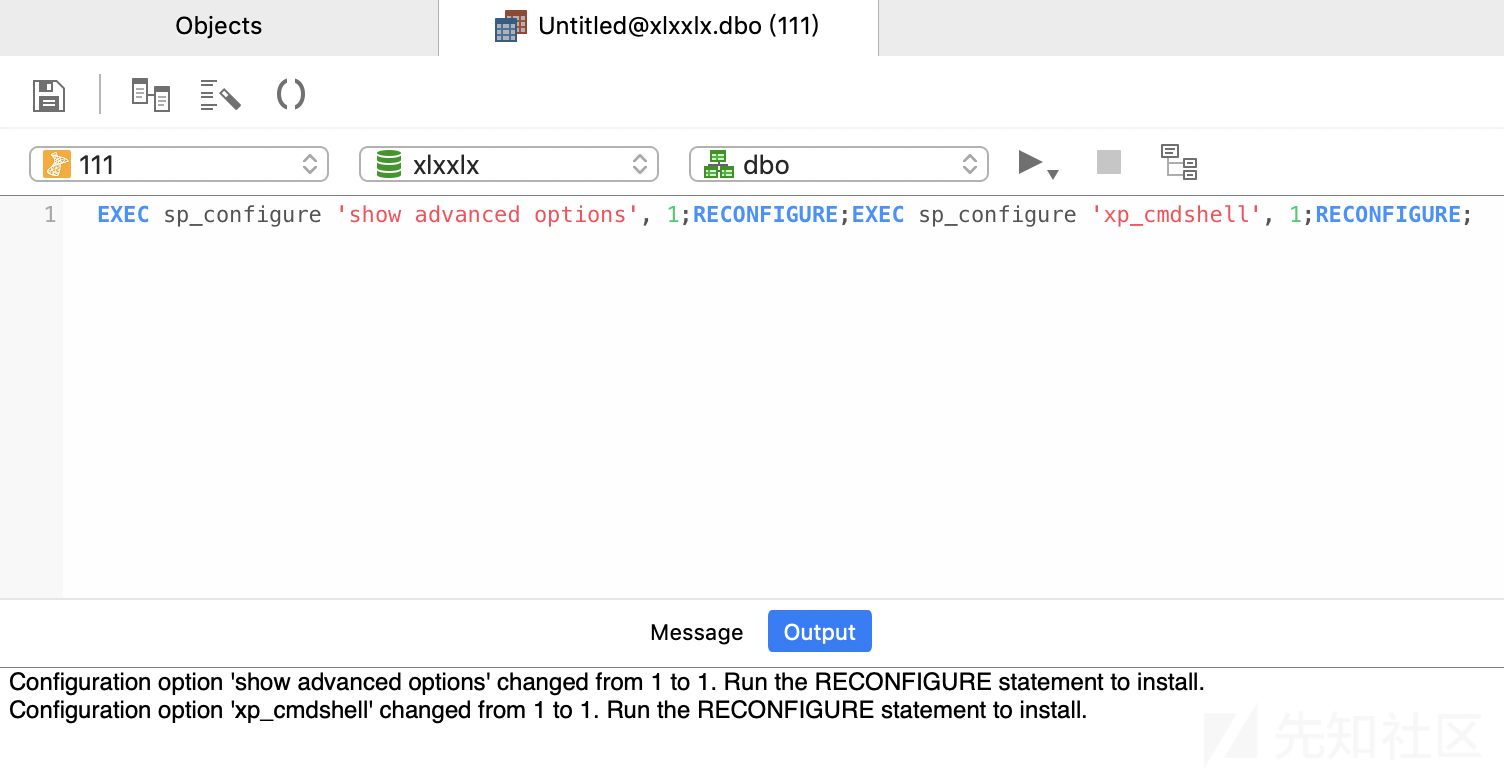 Objects
Untitled@xlxxlx.dbo (111)
111
xlxxlx
dbo
1 EXEC sp_configure 'show advanced options', 1;RECONFIGURE;EXEC sp_configure 'xp_cmdshell', 1;RECONFIGURE;
Message
Output
Configuration option 'show advanced options' changed from 1 to 1. Run the RECONFIGURE statement to install.
Configuration option 'xp_cmdshell' changed from 1 to 1. Run the RECONFIGURE statement to install.
先知社区